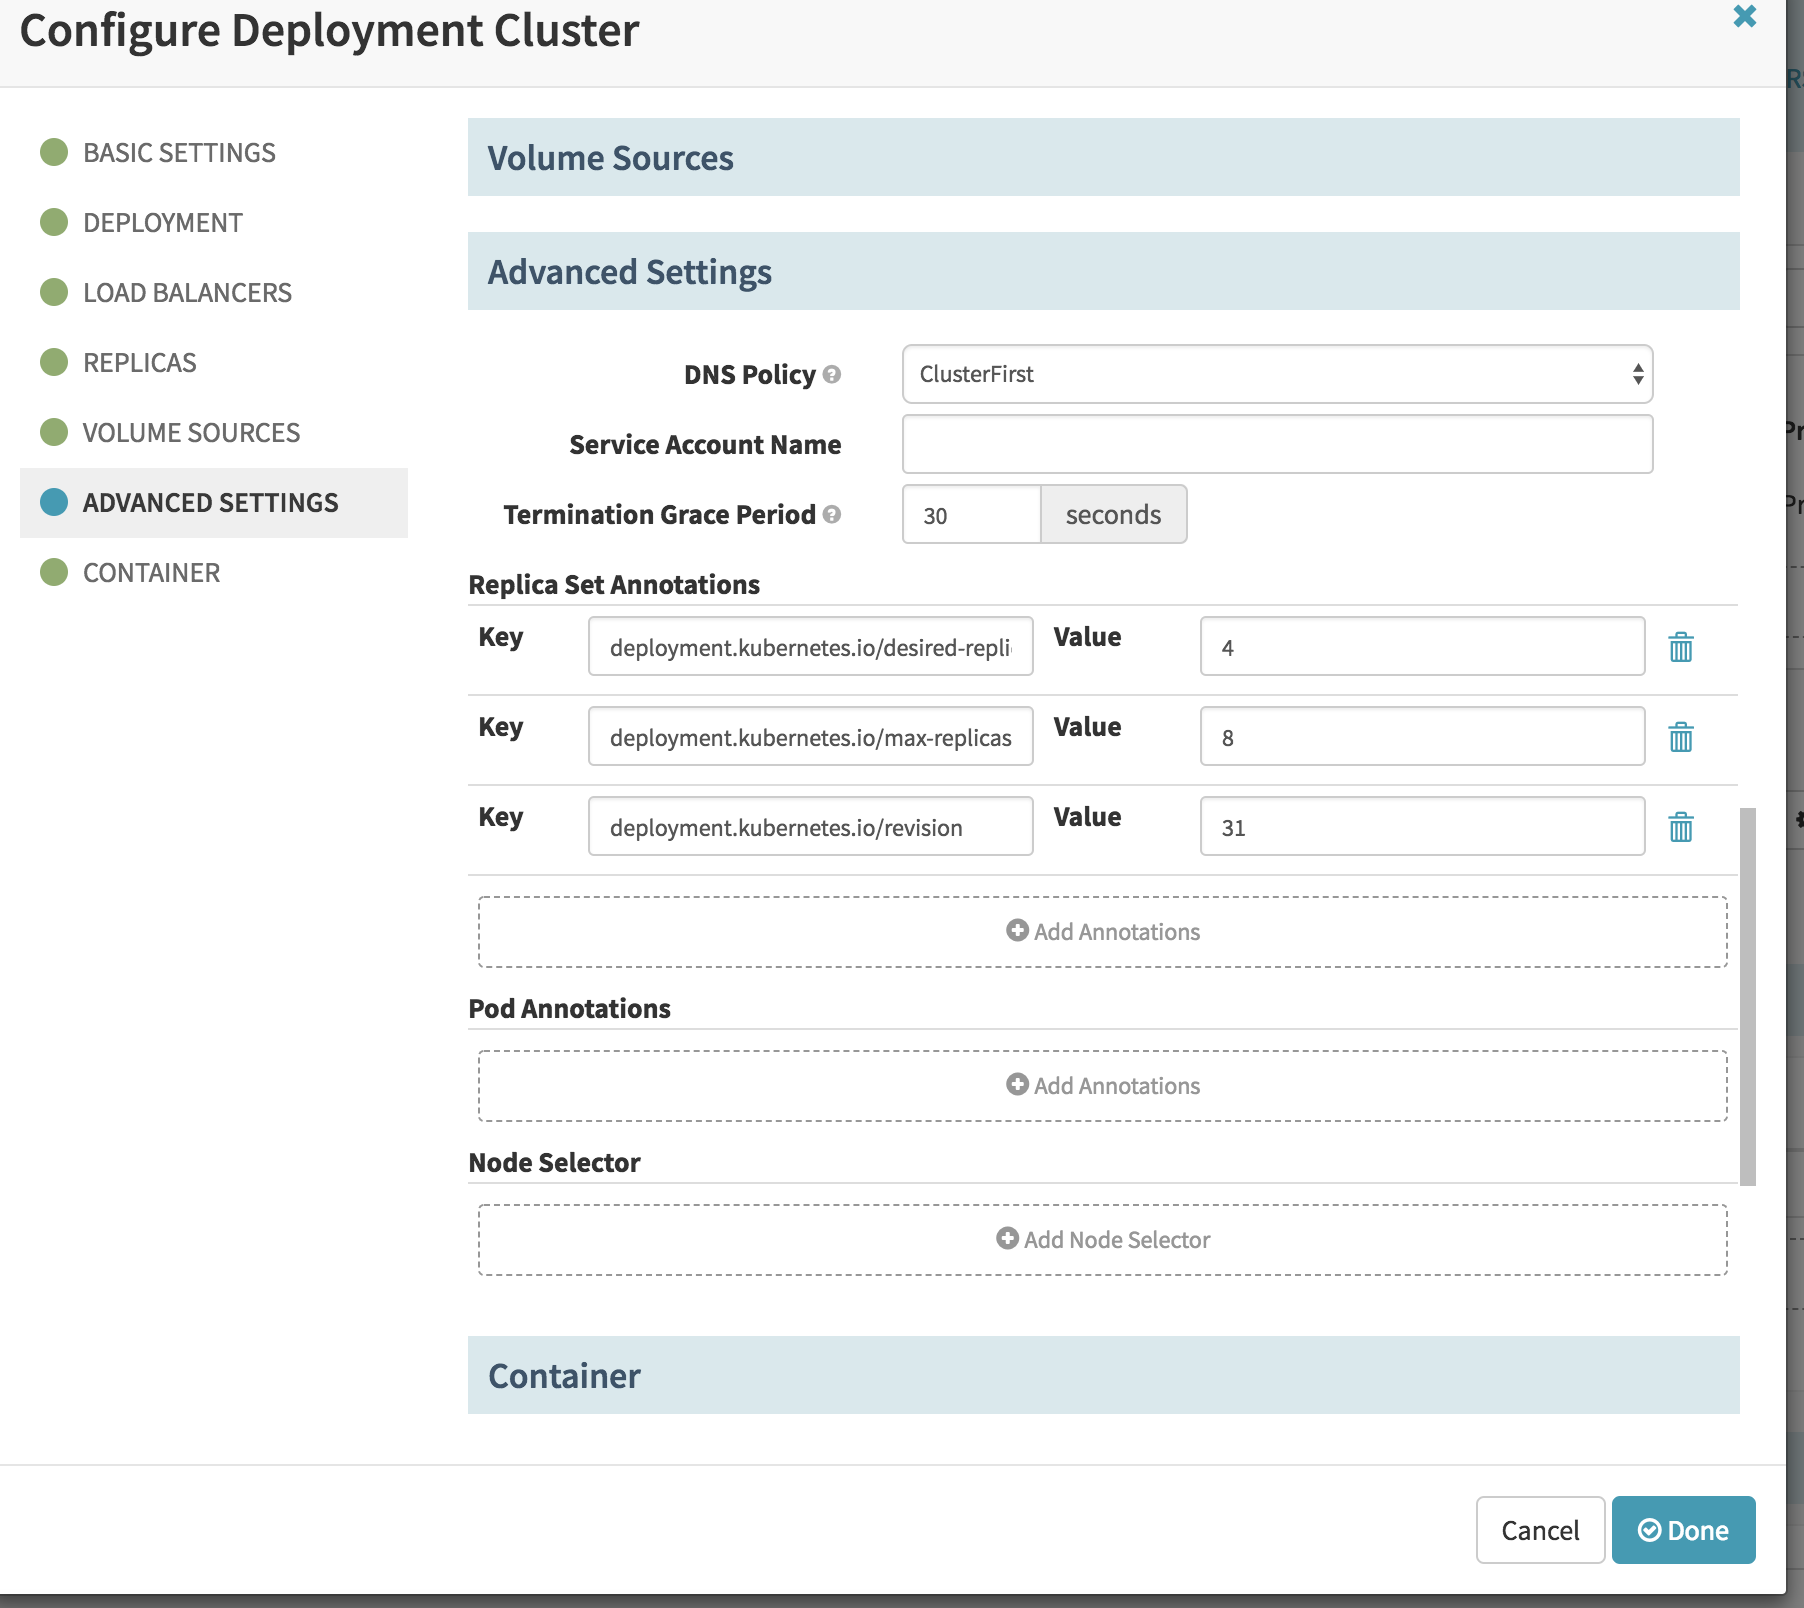 Configure Deployment Cluster
BASIC SETTINGS
DEPLOYMENT
LOAD BALANCERS
REPLICAS
VOLUME SOURCES
ADVANCED SETTINGS
CONTAINER
Volume Sources
Advanced Settings
DNS Policy ClusterFirst
Service Account Name
Termination Grace Period 30 seconds
Replica Set Annotations
Key deployment.kubernetes.io/desired-repli Value 4
Key deployment.kubernetes.io/max-replicas Value 8
Key deployment.kubernetes.io/revision Value 31
Add Annotations
Pod Annotations
Add Annotations
Node Selector
Add Node Selector
Container
Cancel Done